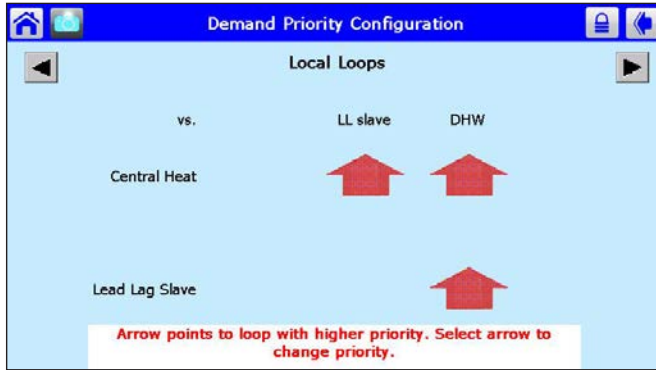 Demand Priority Configuration
Local Loops
vs. LL slave DHW
Central Heat
Lead Lag Slave
Arrow points to loop with higher priority. Select arrow to
change priority.